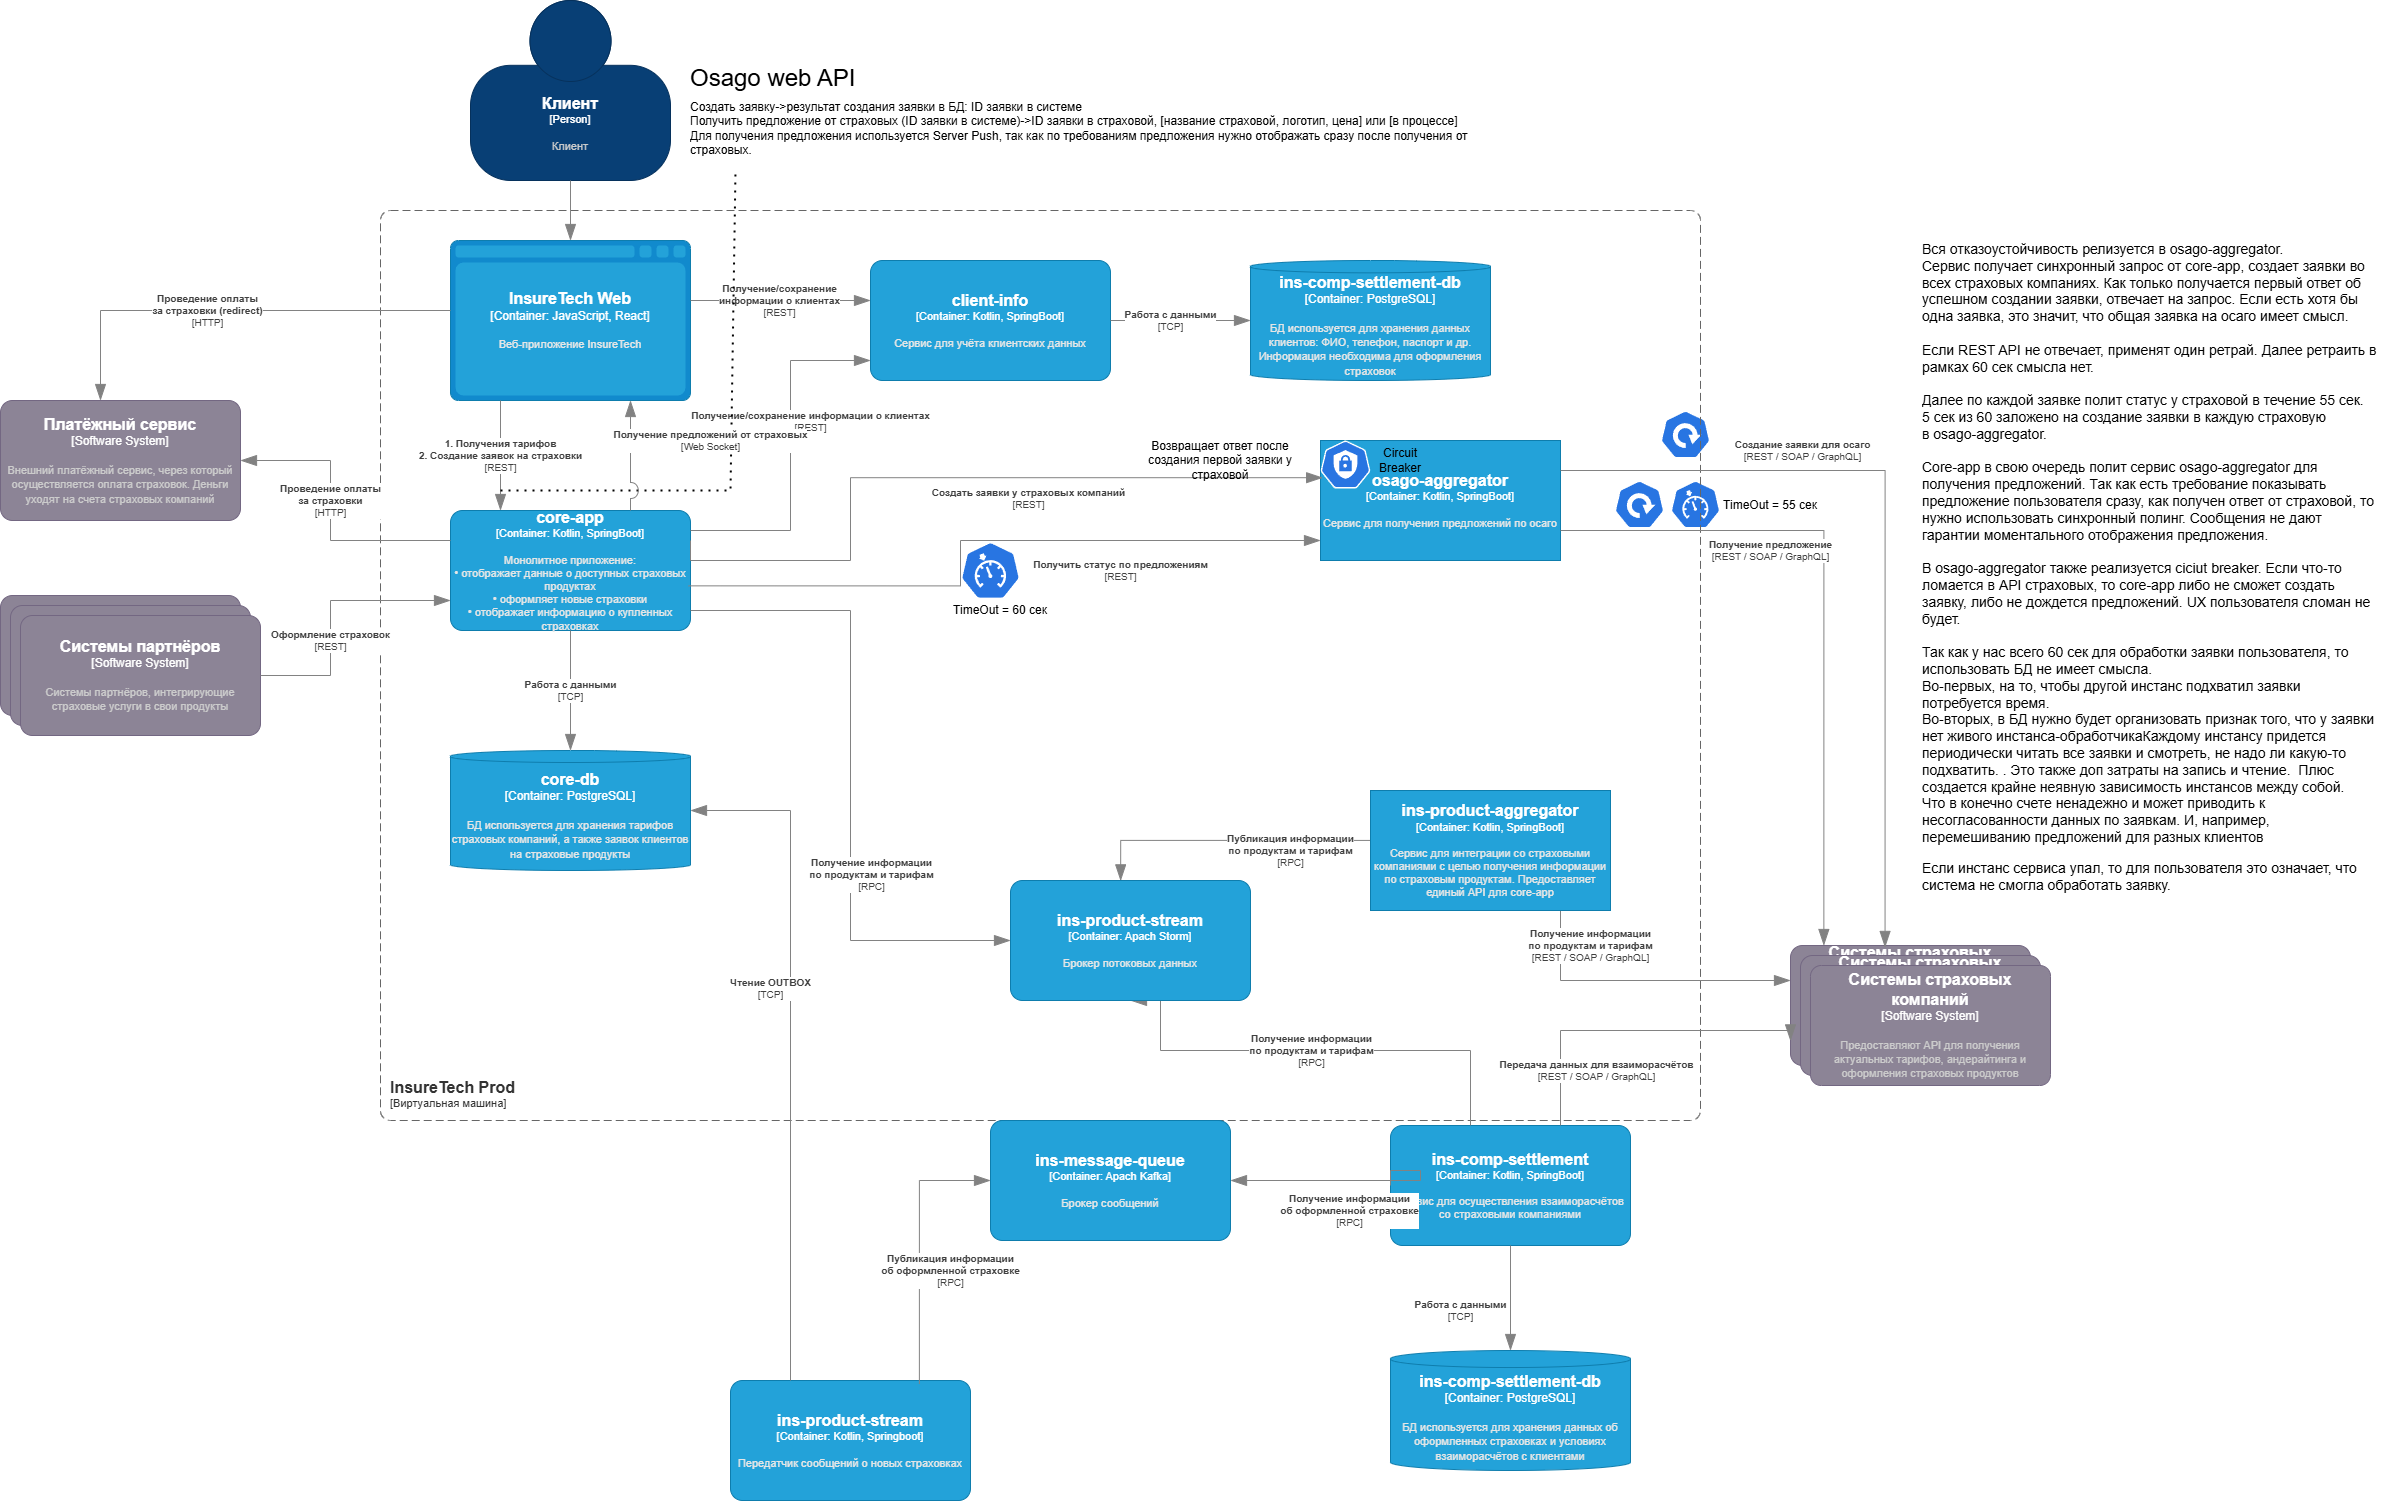 Клиент
[Person]
Клиент
Osago web API
Создать заявку->результат создания заявки в БД: ID заявки в системе
Получить предложение от страховых (ID заявки в системе)->ID заявки в страховой, [название страховой, логотип, цена] или [в процессе]
Для получения предложения используется Server Push, так как по требованиям предложения нужно отображать сразу после получения от
страховых.
InsureTech Web
[Container: JavaScript, React]
Веб-приложение InsureTech
Проведение оплаты
за страховки (redirect)
[HTTP]
Получение/сохранение
информации о клиентах
[REST]
client-info
[Container: Kotlin, SpringBoot]
Сервис для учёта клиентских данных
Работа с данными
[TCP]
ins-comp-settlement-db
[Container: PostgreSQL]
БД используется для хранения данных
клиентов: ФИО, телефон, паспорт и др.
Информация необходима для оформления
страховок
Платёжный сервис
[Software System]
Внешний платёжный сервис, через который
осуществляется оплата страховок. Деньги
уходят на счета страховых компаний
1. Получения тарифов
2. Создание заявок на страховки
[REST]
Получение/сохранение информации о клиентах
[REST]
Получение предложений от страховых
[Web Socket]
Проведение оплаты
за страховки
[HTTP]
Возвращает ответ после
создания первой заявки у
страховой
Создать заявки у страховых компаний
[REST]
Circuit
Breaker
osago-aggregator
[Container: Kotlin, SpringBoot]
Сервис для получения предложений по осаго
Создание заявки для осаго
[REST / SOAP / GraphQL]
TimeOut = 55 сек
Получение предложение
[REST / SOAP / GraphQL]
core-app
[Container: Kotlin, SpringBoot]
Монолитное приложение:
• отображает данные о доступных страховых
продуктах
• оформляет новые страховки
• отображает информацию о купленных
страховках
Получить статус по предложениям
[REST]
TimeOut = 60 сек
Системы партнёров
[Software System]
Системы партнёров, интегрирующие
страховые услуги в свои продукты
Оформление страховок
[REST]
Работа с данными
[TCP]
core-db
[Container: PostgreSQL]
БД используется для хранения тарифов
страховых компаний, а также заявок клиентов
на страховые продукты
Получение информации
по продуктам и тарифам
[RPC]
Публикация информации
по продуктам и тарифам
[RPC]
ins-product-aggregator
[Container: Kotlin, SpringBoot]
Сервис для интеграции со страховыми
компаниями с целью получения информации
по страховым продуктам. Предоставляет
единый API для core-app
ins-product-stream
[Container: Apach Storm]
Брокер потоковых данных
Получение информации
по продуктам и тарифам
[REST / SOAP / GraphQL]
Чтение OUTBOX
[TCP]
Получение информации
по продуктам и тарифам
[RPC]
Передача данных для взаиморасчётов
[REST / SOAP / GraphQL]
Системы страховых
Системы страховых
Системы страховых
компаний
[Software System]
Предоставляют API для получения
актуальных тарифов, андерайтинга и
оформления страховых продуктов
InsureTech Prod
[Виртуальная машина]
ins-message-queue
[Container: Apach Kafka]
Брокер сообщений
Получение информации
об оформленной страховке
[RPC]
ins-comp-settlement
[Container: Kotlin, SpringBoot]
вис для осуществления взаиморасчётов
со страховыми компаниями
Публикация информации
об оформленной страховке
[RPC]
Работа с данными
[TCP]
ins-comp-settlement-db
[Container: PostgreSQL]
БД используется для хранения данных об
оформленных страховках и условиях
взаиморасчётов с клиентами
ins-product-stream
[Container: Kotlin, Springboot]
Передатчик сообщений о новых страховках
Вся отказоустойчивость релизуется в osago-aggregator.
Сервис получает синхронный запрос от core-app, создает заявки во
всех страховых компаниях. Как только получается первый ответ об
успешном создании заявки, отвечает на запрос. Если есть хотя бы
одна заявка, это значит, что общая заявка на осаго имеет смысл.
Если REST API не отвечает, применят один ретрай. Далее ретраить в
рамках 60 сек смысла нет.
Далее по каждой заявке полит статус у страховой в течение 55 сек.
5 сек из 60 заложено на создание заявки в каждую страховую
в osago-aggregator.
Core-app в свою очередь полит сервис osago-aggregator для
получения предложений. Так как есть требование показывать
предложение пользователя сразу, как получен ответ от страховой, то
нужно использовать синхронный полинг. Сообщения не дают
гарантии моментального отображения предложения.
В osago-aggregator также реализуется ciciut breaker. Если что-то
ломается в API страховых, то core-app либо не сможет создать
заявку, либо не дождется предложений. UX пользователя сломан не
будет.
Так как у нас всего 60 сек для обработки заявки пользователя, то
использовать БД не имеет смысла.
Во-первых, на то, чтобы другой инстанс подхватил заявки
потребуется время.
Во-вторых, в БД нужно будет организовать признак того, что у заявки
нет живого инстанса-обработчикаКаждому инстансу придется
периодически читать все заявки и смотреть, не надо ли какую-то
подхватить. . Это также доп затраты на запись и чтение.  Плюс
создается крайне неявную зависимость инстансов между собой.
Что в конечно счете ненадежно и может приводить к
несогласованности данных по заявкам. И, например,
перемешиванию предложений для разных клиентов
Если инстанс сервиса упал, то для пользователя это означает, что
система не смогла обработать заявку.